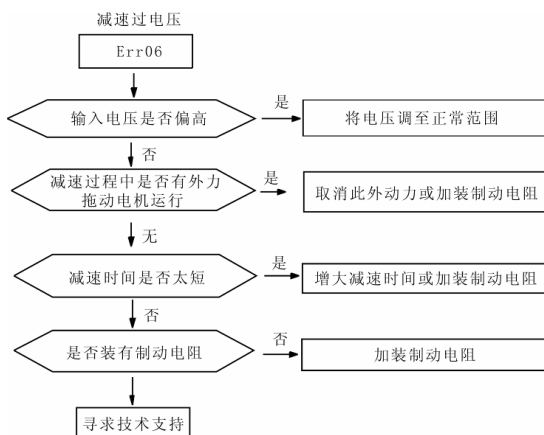 减速过电压
Err06
输入电压是否偏高
是
将电压调至正常范围
否
减速过程中是否有外力
拖动电机运行
是
取消此外动力或加装制动电阻
无
减速时间是否太短
是
增大减速时间或加装制动电阻
否
是否装有制动电阻
否
加装制动电阻
寻求技术支持